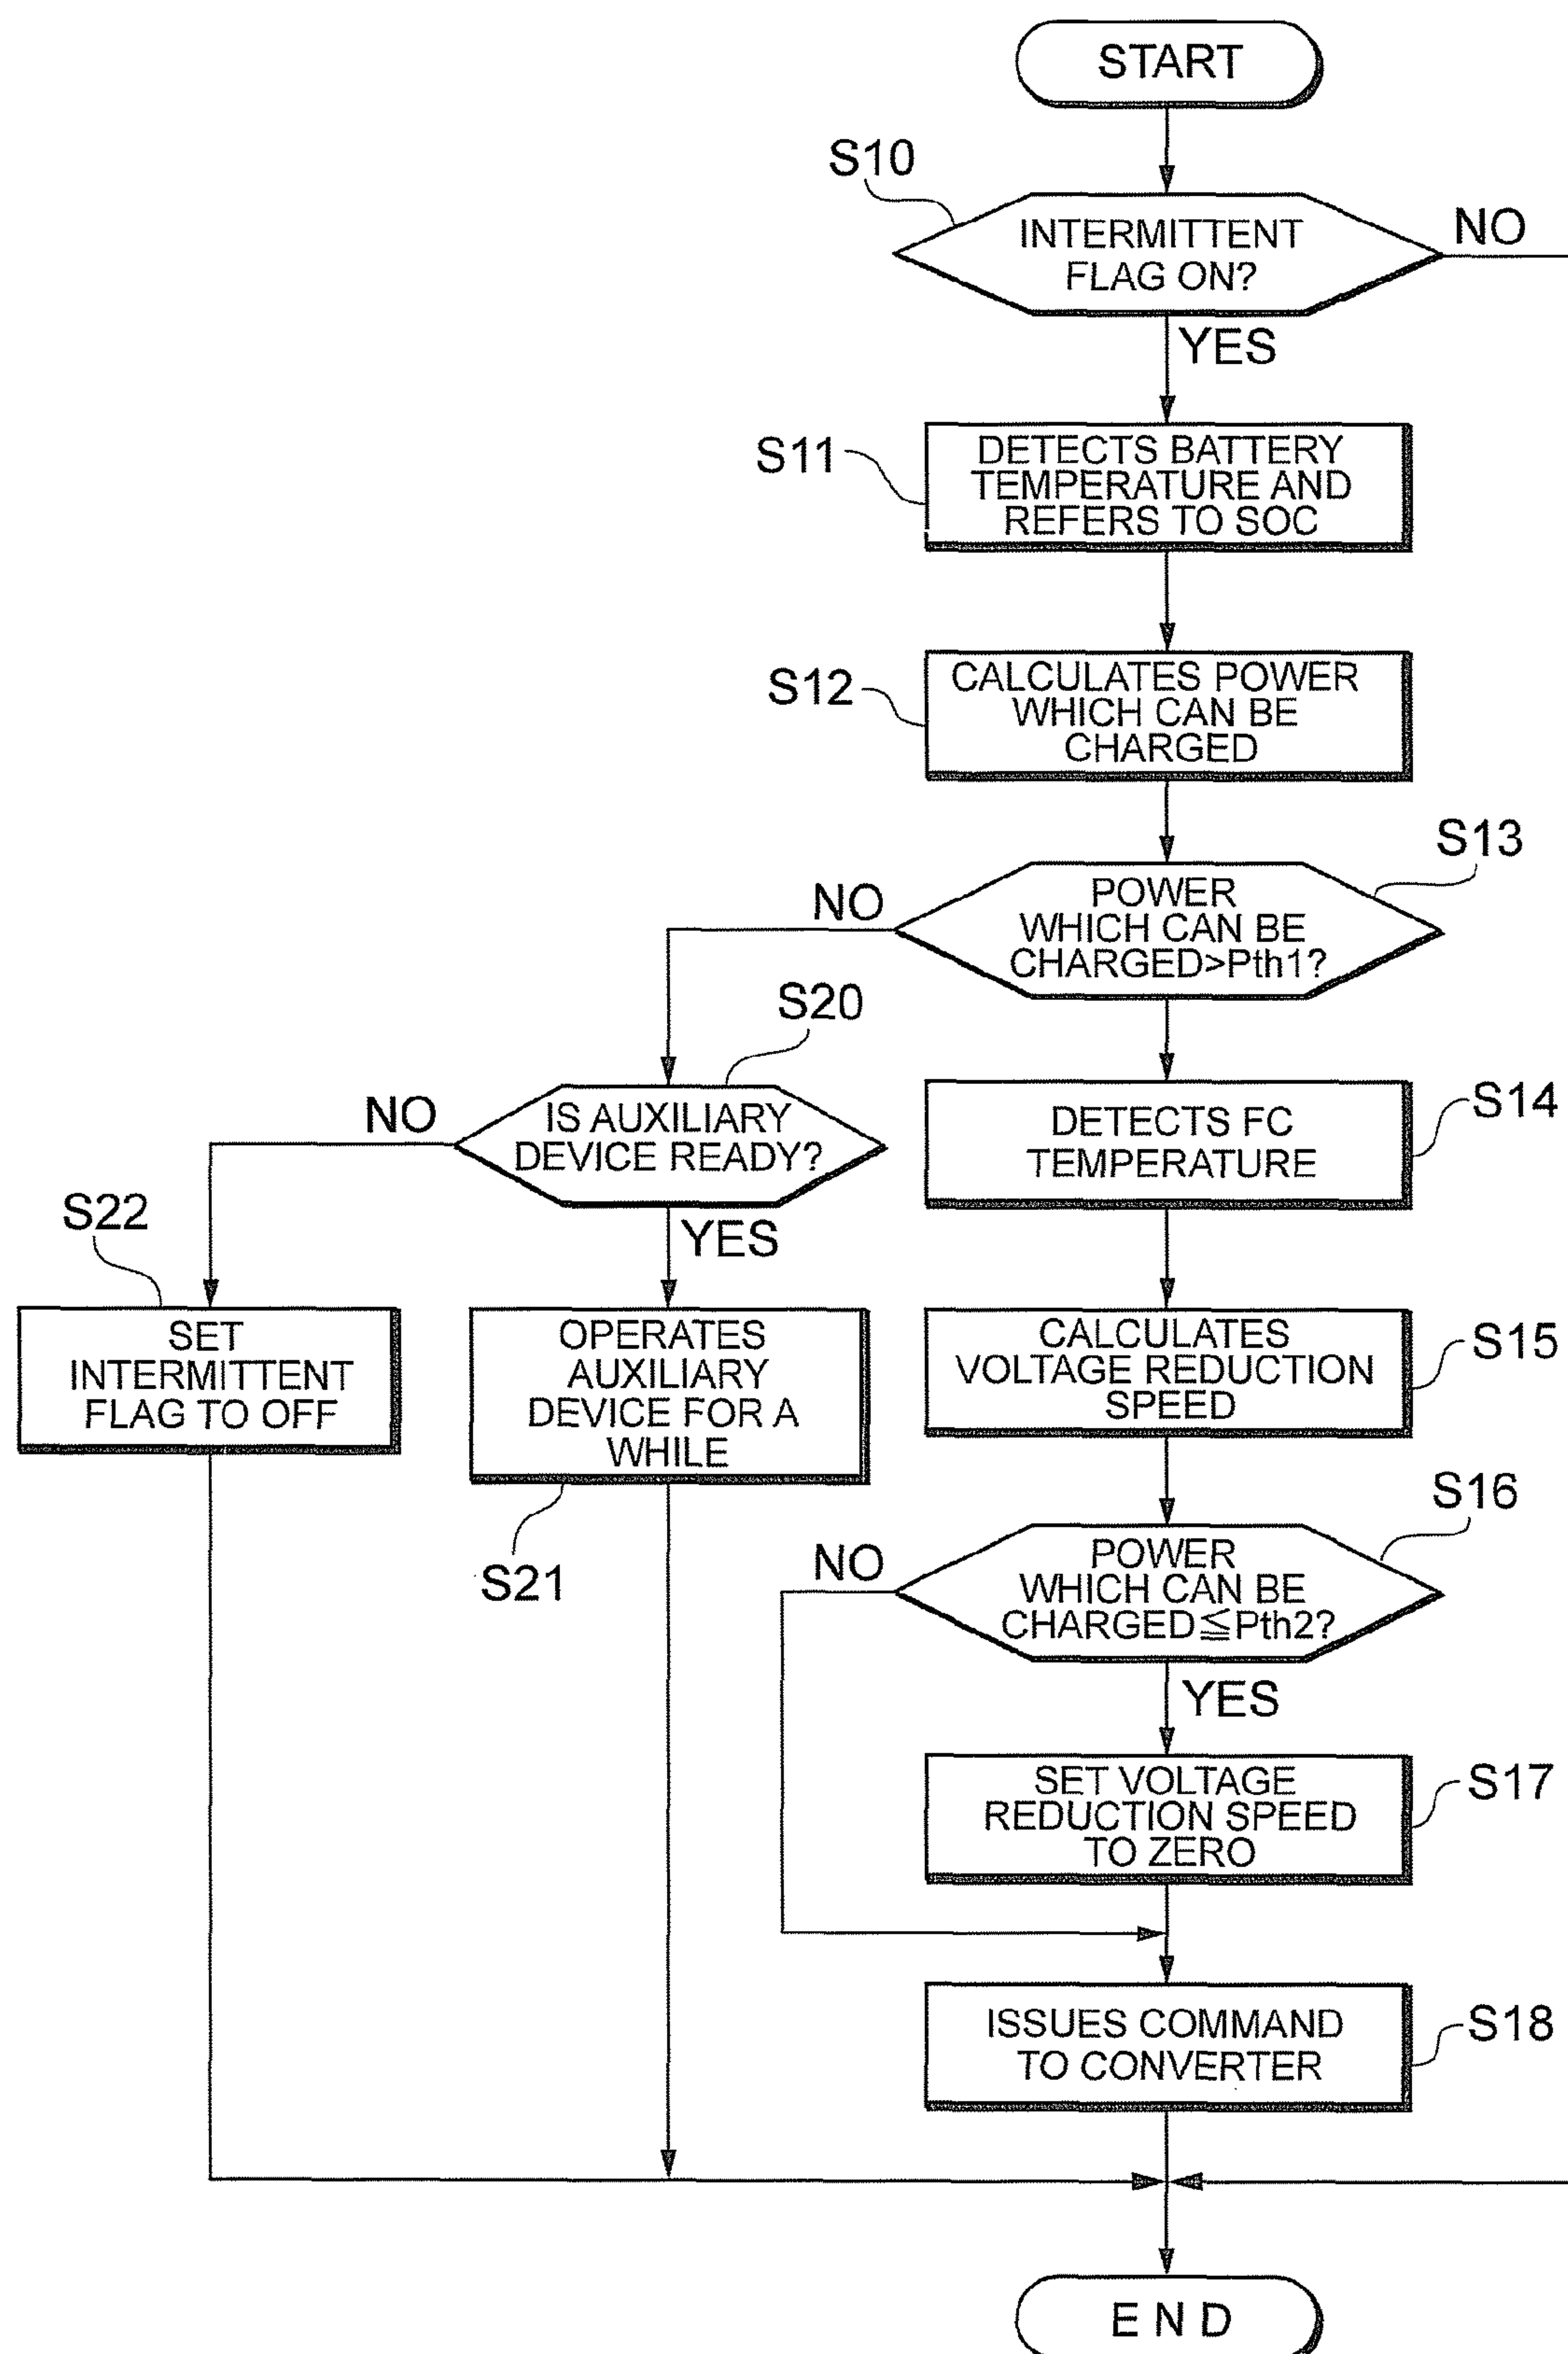 START
S10
INTERMITTENT
FLAG ON?
NO
YES
S11
DETECTS BATTERY
TEMPERATURE AND
REFERS TO SOC
S12
CALCULATES POWER
WHICH CAN BE
CHARGED
S13
POWER
WHICH CAN BE
CHARGED>Pth1?
NO
S20
IS AUXILIARY
DEVICE READY?
NO
YES
S14
DETECTS FC
TEMPERATURE
S22
SET
INTERMITTENT
FLAG TO OFF
OPERATES
AUXILIARY
DEVICE FOR A
WHILE
S21
S15
CALCULATES
VOLTAGE REDUCTION
SPEED
S16
POWER
WHICH CAN BE
CHARGED≦Pth2?
NO
YES
S17
SET VOLTAGE
REDUCTION SPEED
TO ZERO
S18
ISSUES COMMAND
TO CONVERTER
END